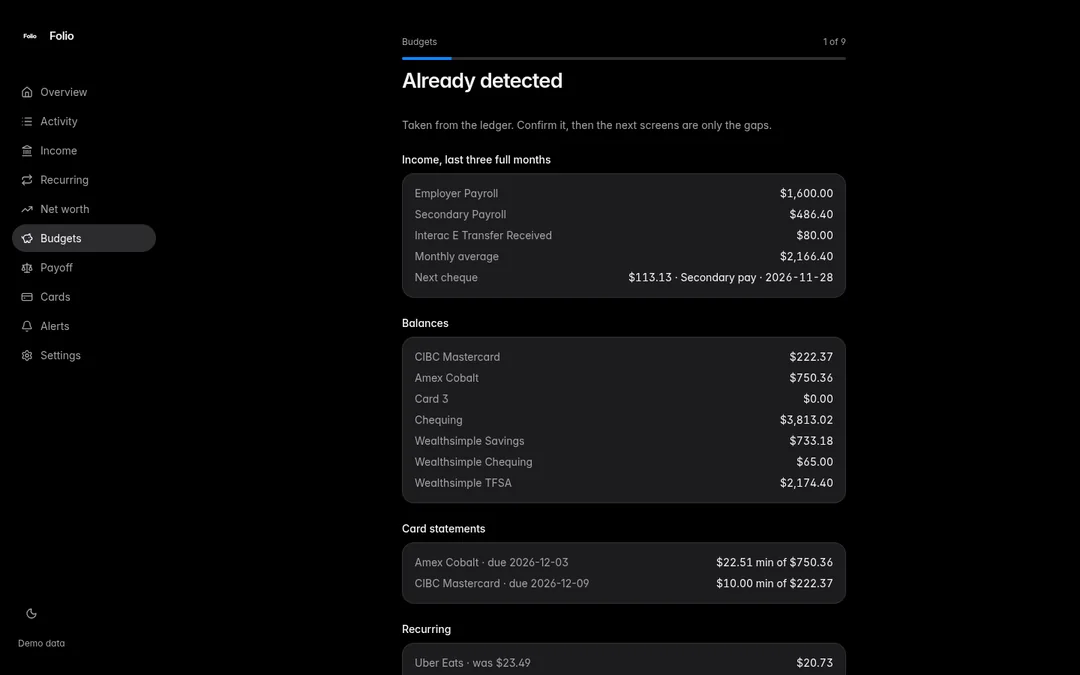 Folio Folio
Overview
Activity
Income
Recurring
Net worth
Budgets
Payoff
Cards
Alerts
Settings
Demo data
Budgets 1 of 9
Already detected
Taken from the ledger. Confirm it, then the next screens are only the gaps.
Income, last three full months
Employer Payroll $1,600.00
Secondary Payroll $486.40
Interac E Transfer Received $80.00
Monthly average $2,166.40
Next cheque $113.13 · Secondary pay · 2026-11-28
Balances
CIBC Mastercard $222.37
Amex Cobalt $750.36
Card 3 $0.00
Chequing $3,813.02
Wealthsimple Savings $733.18
Wealthsimple Chequing $65.00
Wealthsimple TFSA $2,174.40
Card statements
Amex Cobalt · due 2026-12-03 $22.51 min of $750.36
CIBC Mastercard · due 2026-12-09 $10.00 min of $222.37
Recurring
Uber Eats · was $23.49 $20.73